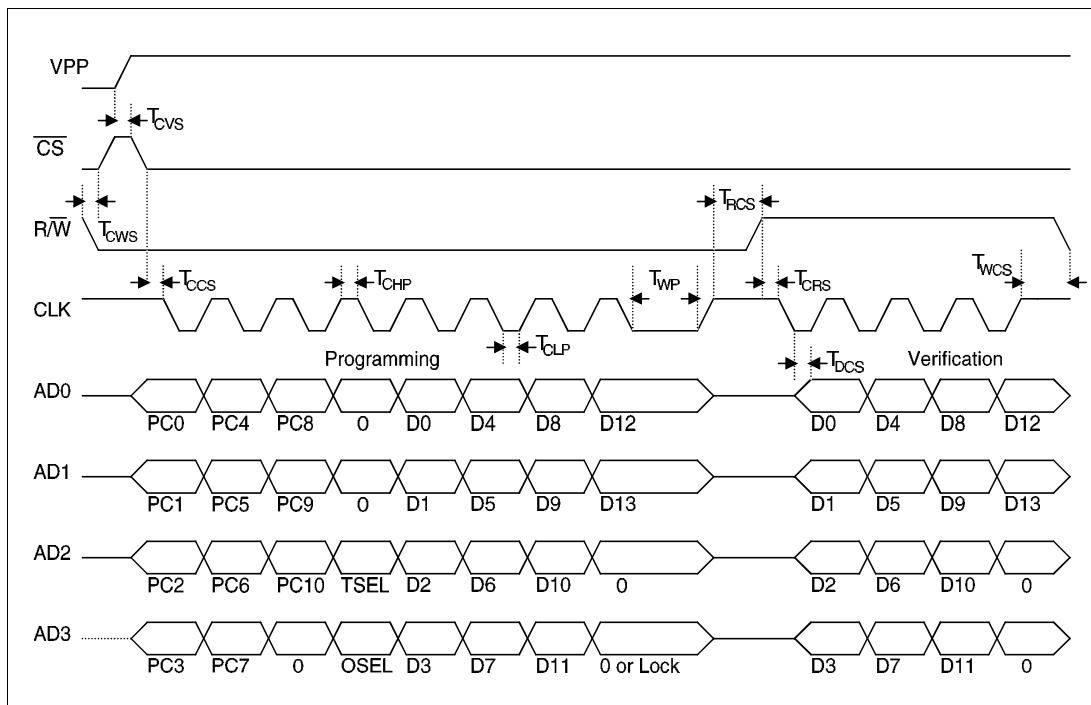 VPP
TCVS
CS
TRCS
R/W
TCWS
TCCS
TCHP
TWP
TCRS
TWCS
CLK
TCLP
Programming
TDCS
Verification
AD0
PC0 PC4 PC8 0 D0 D4 D8 D12 D0 D4 D8 D12
AD1
PC1 PC5 PC9 0 D1 D5 D9 D13 D1 D5 D9 D13
AD2
PC2 PC6 PC10 TSEL D2 D6 D10 0 D2 D6 D10 0
AD3
PC3 PC7 0 OSEL D3 D7 D11 0 or Lock D3 D7 D11 0